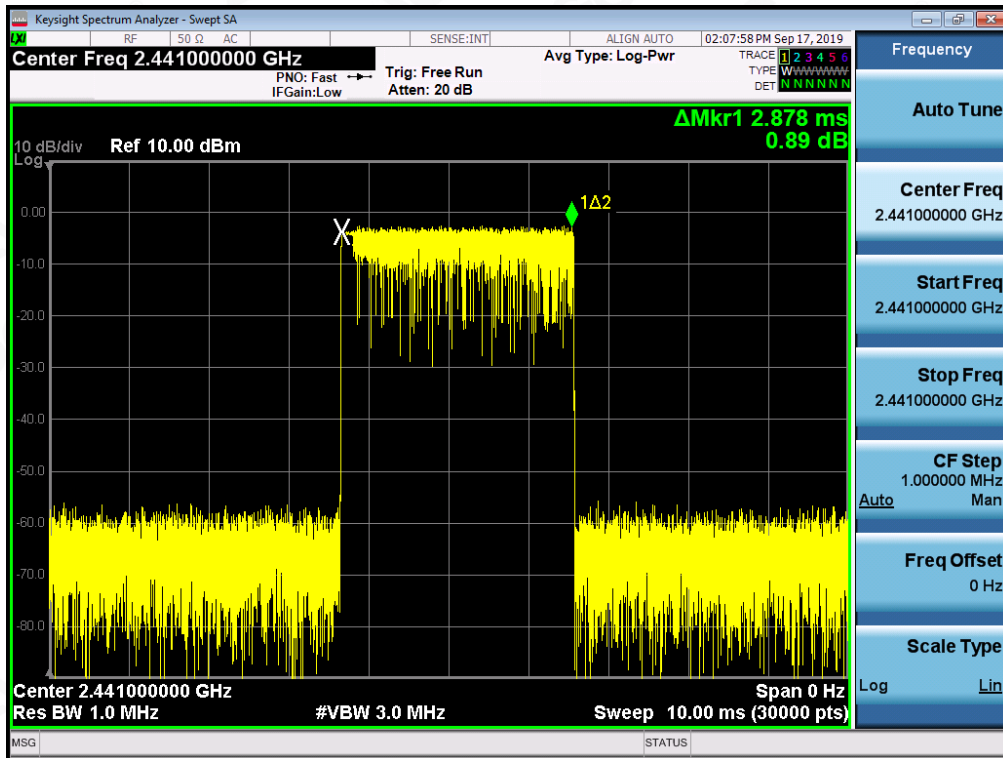 Keysight Spectrum Analyzer - Swept SA
LXI RF 50 Ω AC SENSE:INT ALIGN AUTO 02:07:58 PM Sep 17, 2019
Center Freq 2.441000000 GHz
PNO: Fast
IFGain:Low
Trig: Free Run
Atten: 20 dB
Avg Type: Log-Pwr
TRACE 1 2 3 4 5 6
TYPE W W W W W W
DET N N N N N N
ΔMkr1 2.878 ms
0.89 dB
10 dB/div Ref 10.00 dBm
Log
1Δ2
0.00
-10.0
-20.0
-30.0
-40.0
-50.0
-60.0
-70.0
-80.0
Center 2.441000000 GHz Span 0 Hz
Res BW 1.0 MHz #VBW 3.0 MHz Sweep 10.00 ms (30000 pts)
MSG STATUS
Frequency
Auto Tune
Center Freq
2.441000000 GHz
Start Freq
2.441000000 GHz
Stop Freq
2.441000000 GHz
CF Step
1.000000 MHz
Auto Man
Freq Offset
0 Hz
Scale Type
Log Lin